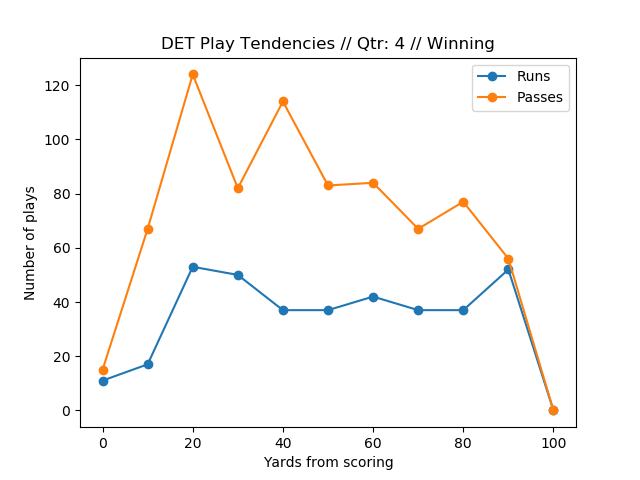 DET Play Tendencies // Qtr: 4 // Winning
Runs
Passes
120
100
80
60
40
20
0
Number of plays
0 20 40 60 80 100
Yards from scoring